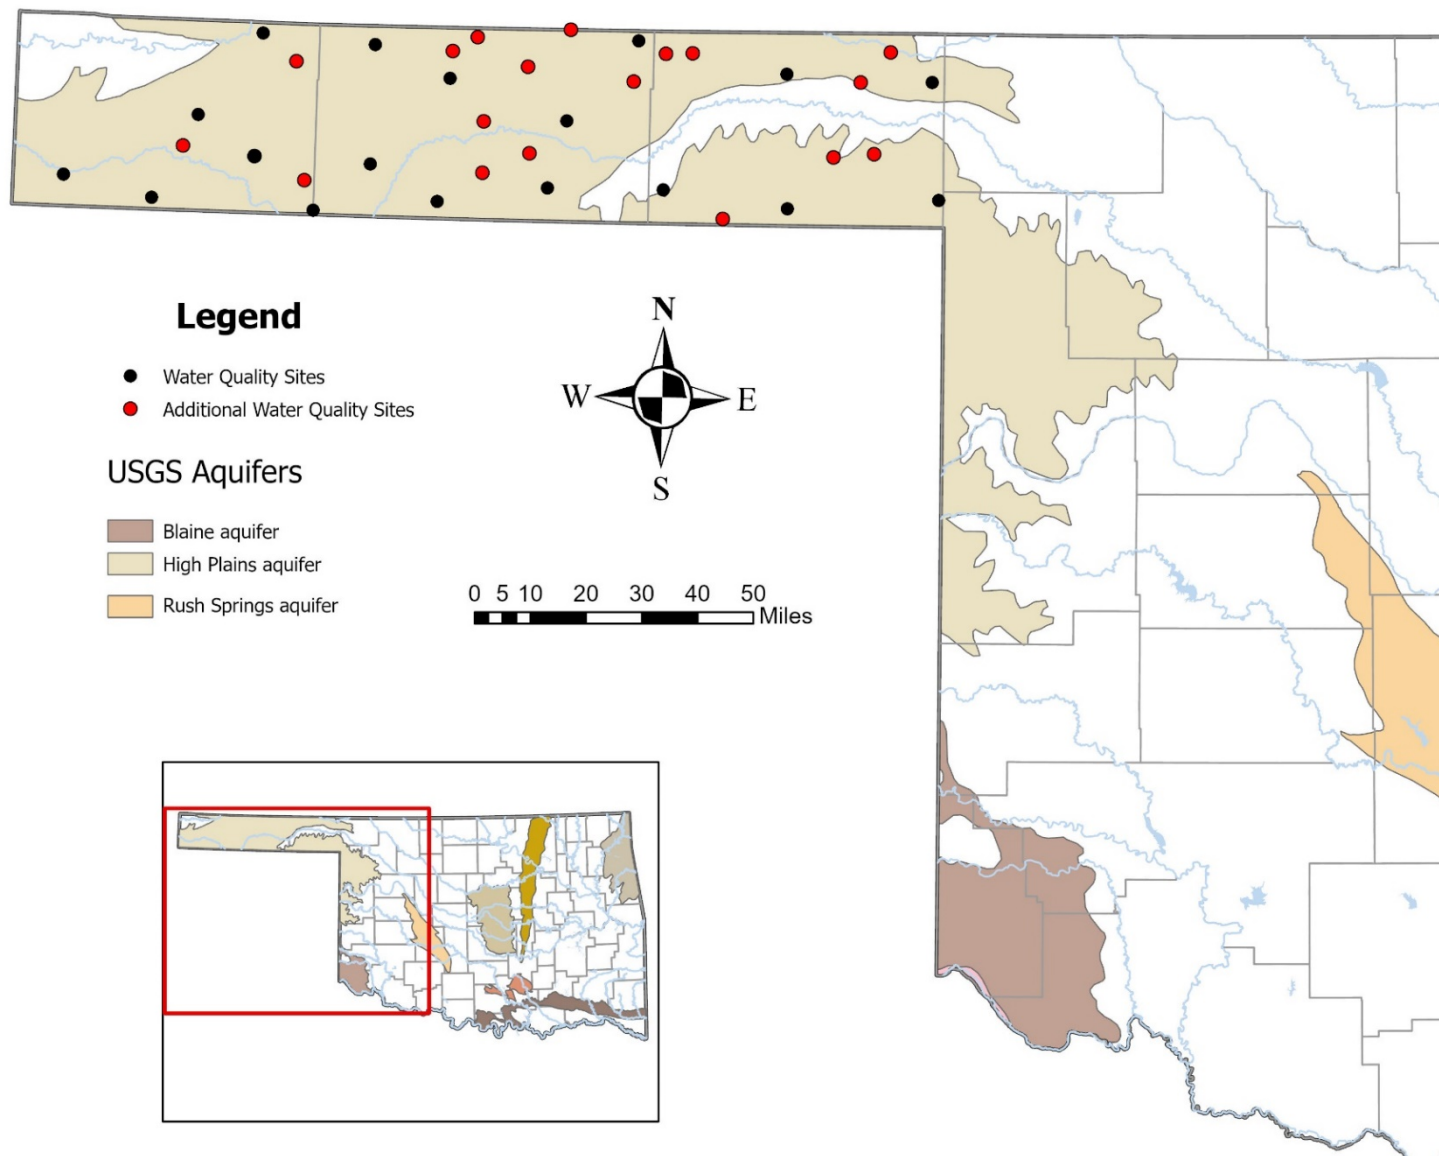 Legend
Water Quality Sites
Additional Water Quality Sites
USGS Aquifers
Blaine aquifer
High Plains aquifer
Rush Springs aquifer
N
W E
S
0 5 10 20 30 40 50
Miles